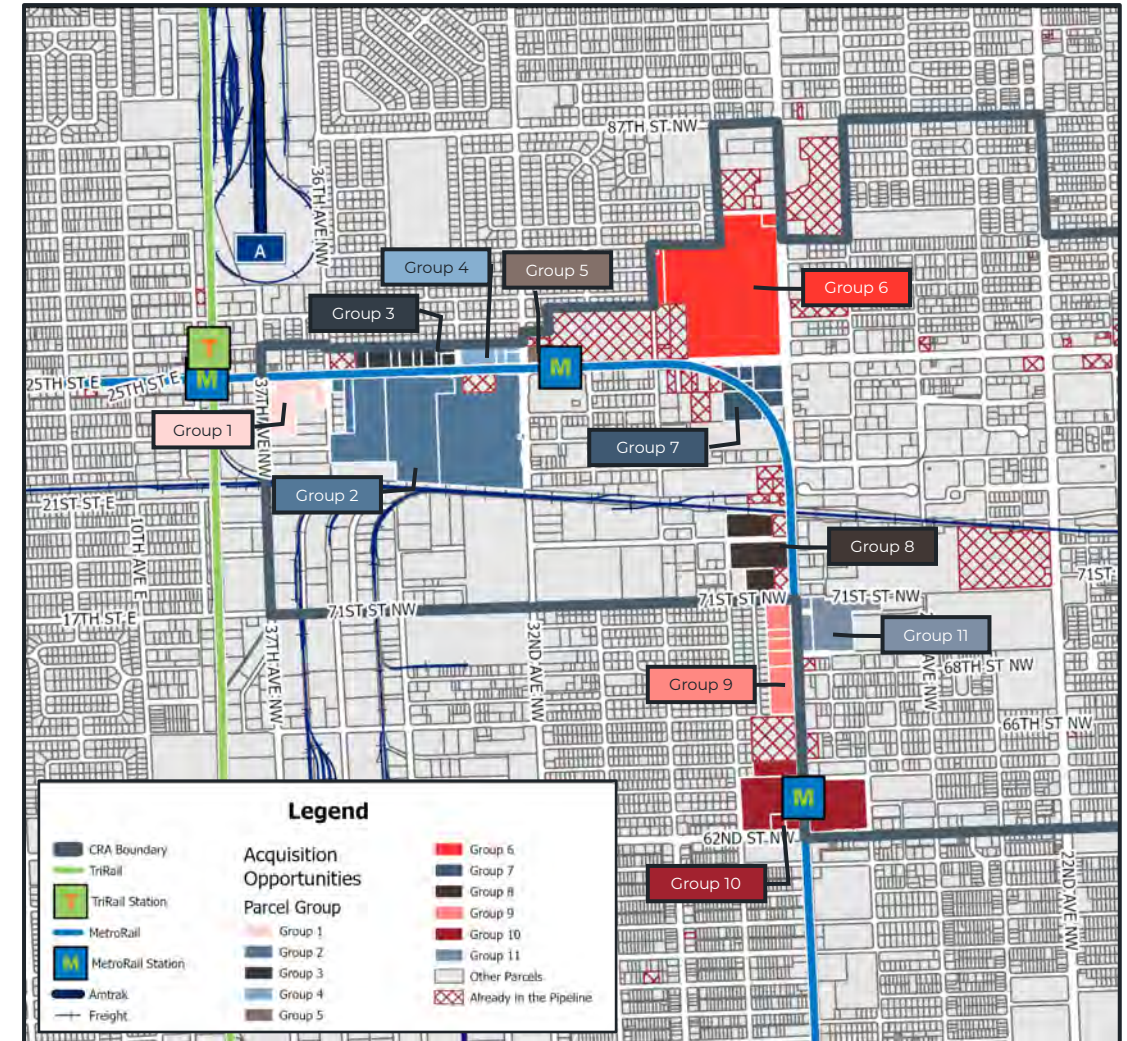 87TH ST NW
36TH AVE NW
A
Group 4
Group 5
Group 6
Group 3
T
M
M
25TH ST E
25TH ST E
37TH AVE NW
Group 1
Group 7
Group 2
21ST ST E
10TH AVE E
Group 8
71ST
17TH ST E
71ST ST NW
71ST ST NW
71ST ST NW
37TH AVE NW
32ND AVE NW
AVE NW
Group 11
68TH ST NW
Group 9
66TH ST NW
M
62ND ST NW
22ND AVE NW
Group 10
Legend
CRA Boundary
TriRail
T
TriRail Station
MetroRail
M
MetroRail Station
Amtrak
Freight
Acquisition
Opportunities
Parcel Group
Group 1
Group 2
Group 3
Group 4
Group 5
Group 6
Group 7
Group 8
Group 9
Group 10
Group 11
Other Parcels
Already in the Pipeline